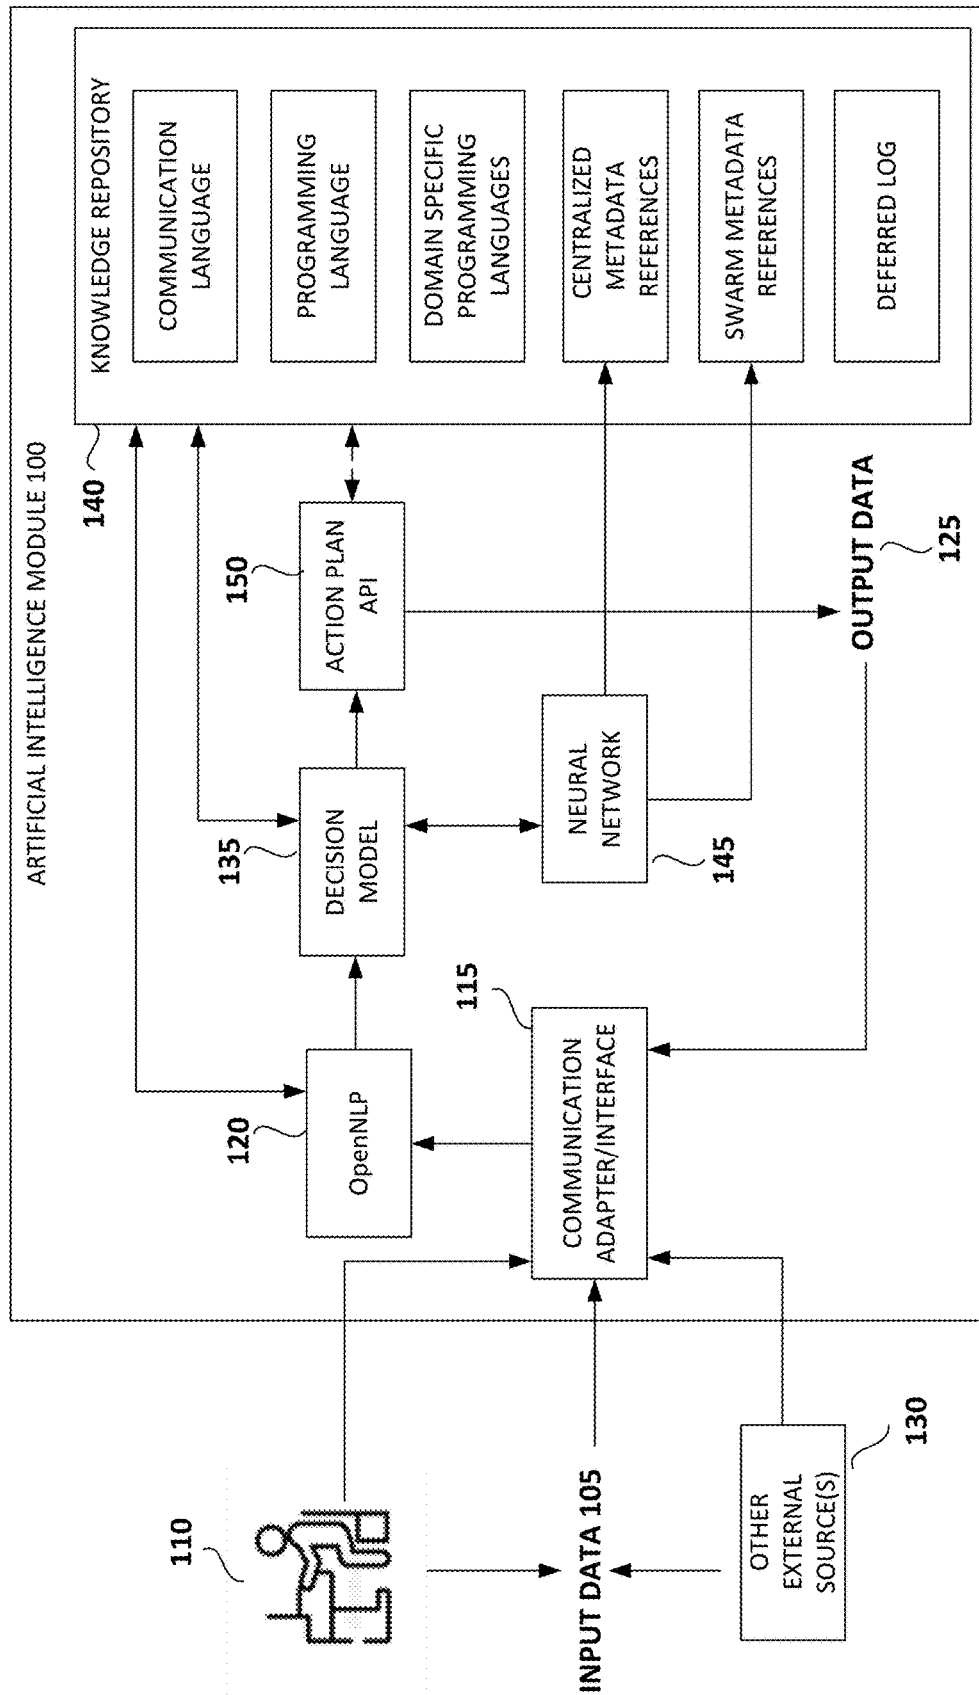 ARTIFICIAL INTELLIGENCE MODULE 100
110
INPUT DATA 105
OTHER
EXTERNAL
SOURCE(S)
130
120
OpenNLP
115
COMMUNICATION
ADAPTER/INTERFACE
135
DECISION
MODEL
NEURAL
NETWORK
145
150
ACTION PLAN
API
OUTPUT DATA
125
140
KNOWLEDGE REPOSITORY
COMMUNICATION
LANGUAGE
PROGRAMMING
LANGUAGE
DOMAIN SPECIFIC
PROGRAMMING
LANGUAGES
CENTRALIZED
METADATA
REFERENCES
SWARM METADATA
REFERENCES
DEFERRED LOG